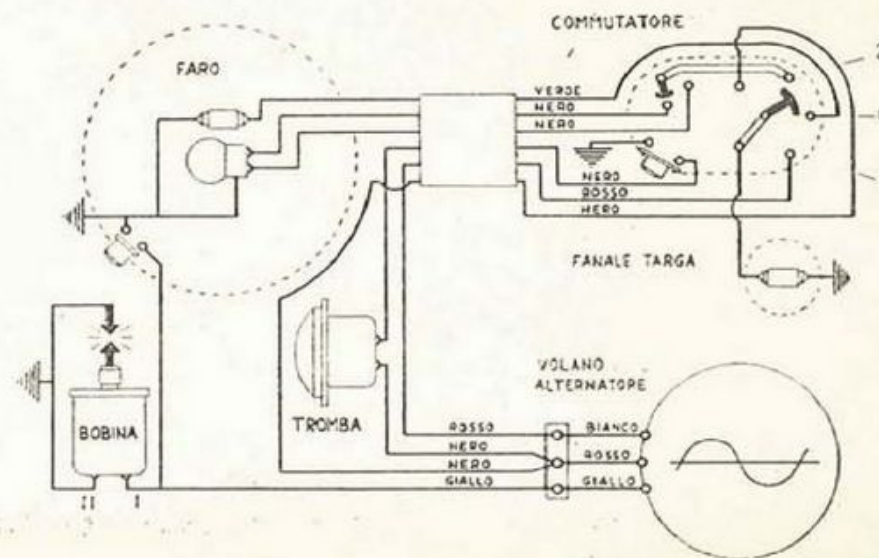 COMMUTATORE
FARO
VERDE
NERO
NERO
NERO
ROSSO
NERO
FANALE TARGA
VOLANO
ALTERNATORE
TROMBA
BOBINA
ROSSO
BIANCO
NERO
NERO
ROSSO
GIALLO
GIALLO
II I